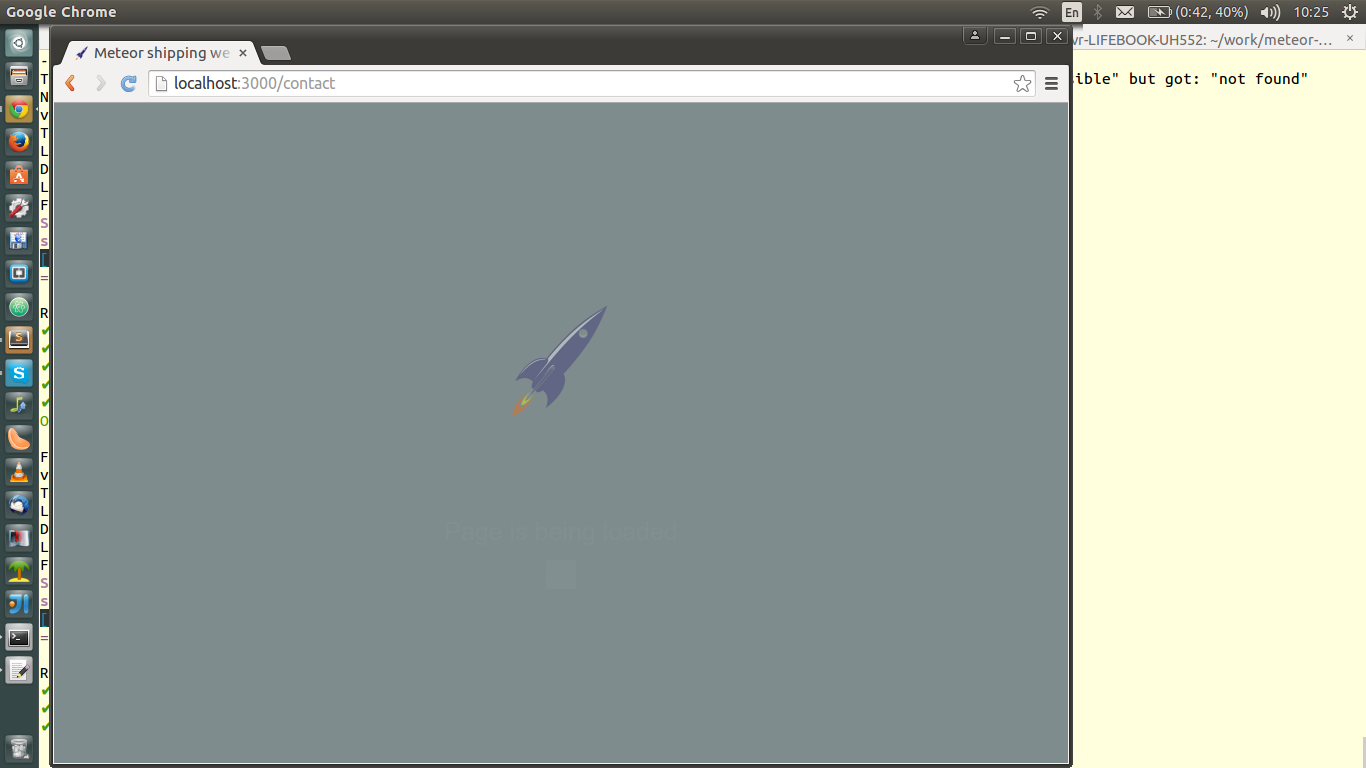 Google Chrome
En
(0:42, 40%)
10:25
Meteor shipping we
vr-LIFEBOOK-UH552: ~/work/meteor-...
localhost:3000/contact
ible" but got: "not found"
-
T
N
v
T
L
D
L
F
S
s
[
=
R
✔
✔
✔
✔
✔
O
F
v
T
L
D
L
F
S
s
[
=
R
✔
✔
✔
Page is being loaded